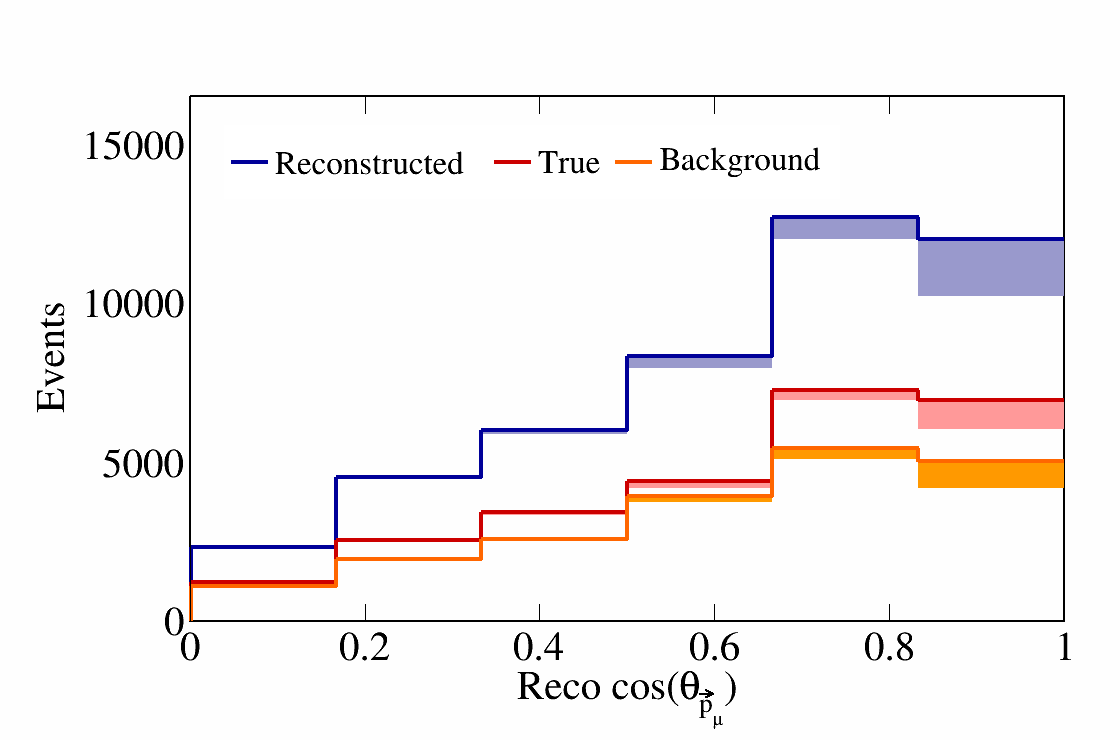 15000
Reconstructed True Background
10000
Events
5000
0
0 0.2 0.4 0.6 0.8 1
Reco cos(θp⃗μ)